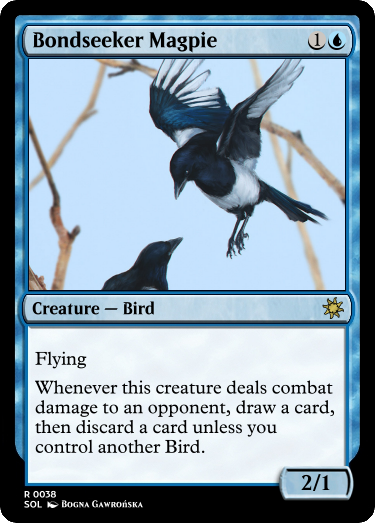 Bondseeker Magpie 1
Creature — Bird
Flying
Whenever this creature deals combat
damage to an opponent, draw a card,
then discard a card unless you
control another Bird.
2/1
R 0038
SOL Bogna Gawrońska